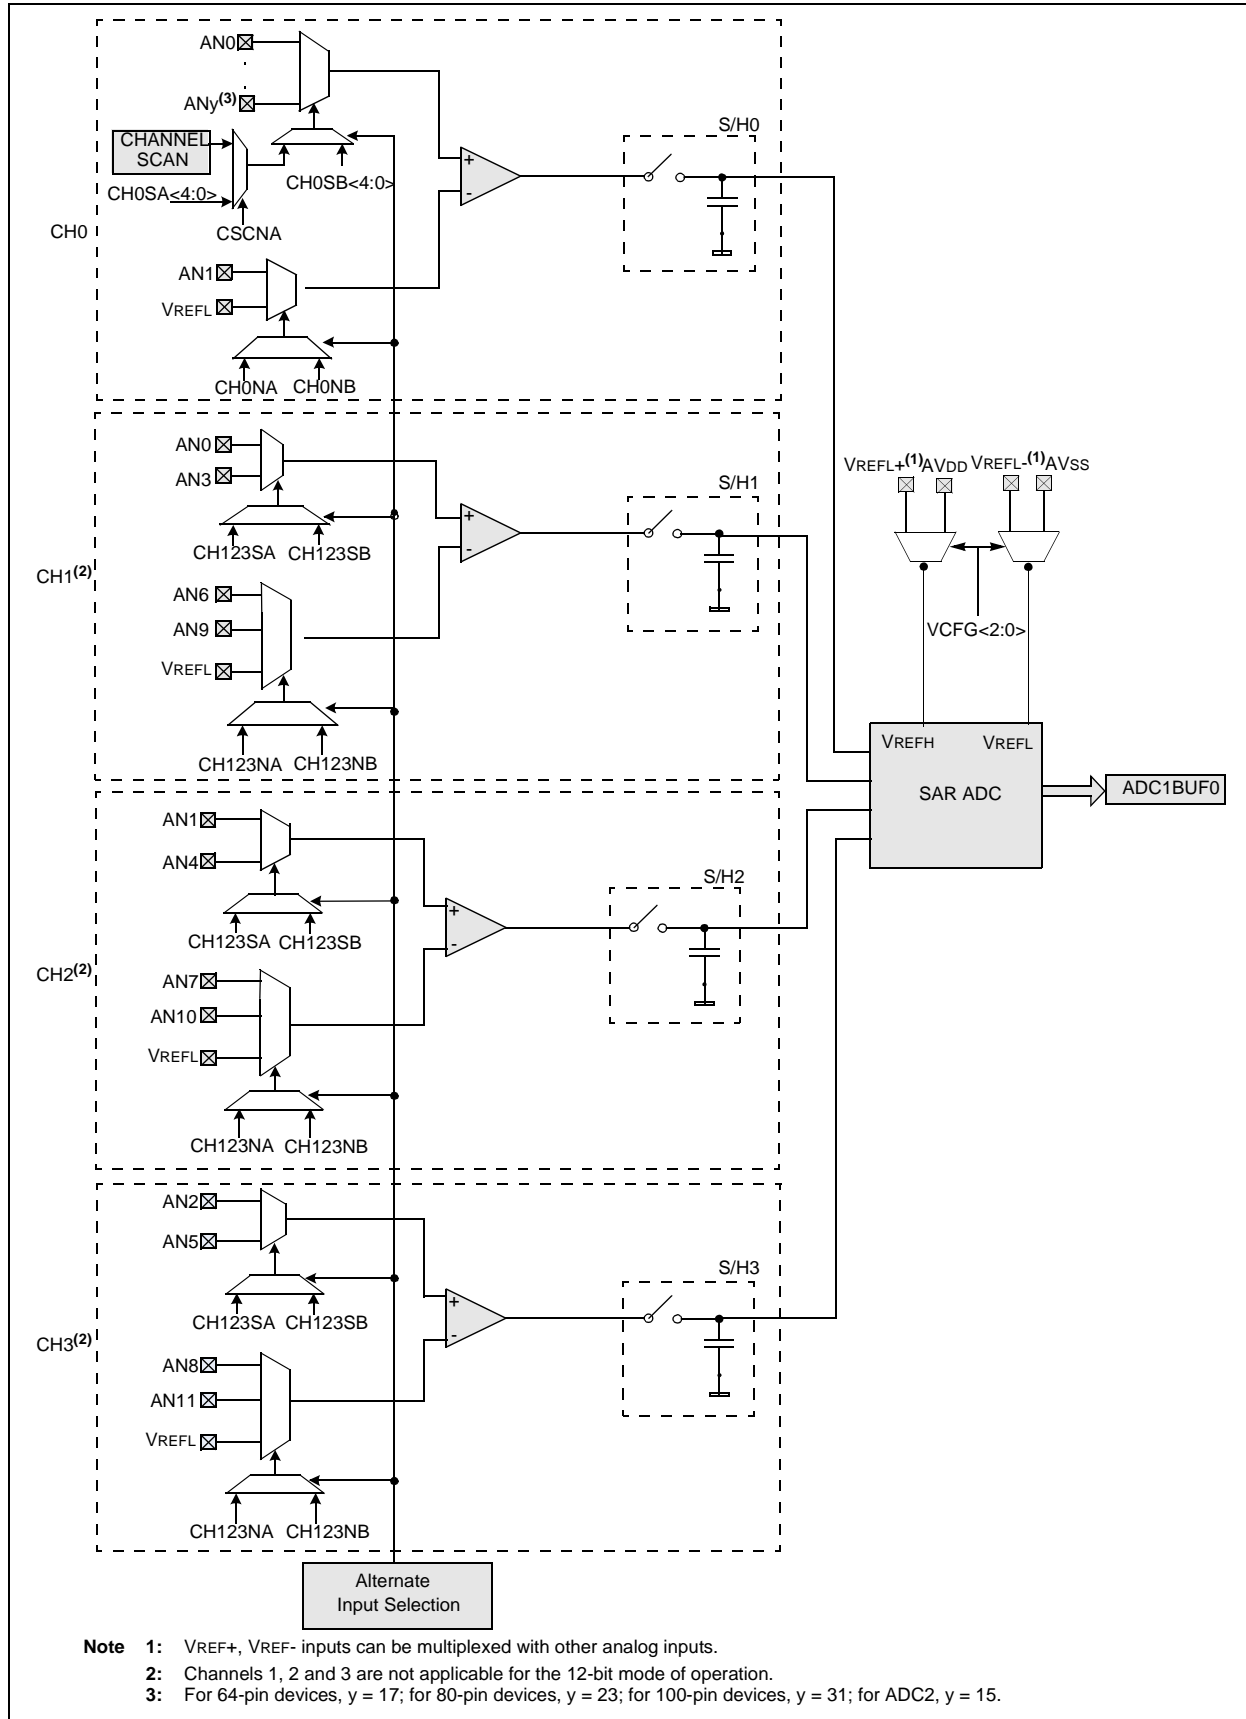 AN0
ANy(3)
CHANNEL
SCAN
CH0SA<4:0>
CH0SB<4:0>
CSCNA
CH0
AN1
VREFL
CH0NA
CH0NB
+
-
S/H0
AN0
AN3
CH123SA
CH123SB
CH1(2)
AN6
AN9
VREFL
CH123NA
CH123NB
+
-
S/H1
VREFL+(1)
AVDD
VREFL-(1)
AVSS
VCFG<2:0>
VREFH
VREFL
SAR ADC
ADC1BUF0
AN1
AN4
CH123SA
CH123SB
CH2(2)
AN7
AN10
VREFL
CH123NA
CH123NB
+
-
S/H2
AN2
AN5
CH123SA
CH123SB
CH3(2)
AN8
AN11
VREFL
CH123NA
CH123NB
+
-
S/H3
Alternate
Input Selection
Note 1: VREF+, VREF- inputs can be multiplexed with other analog inputs.
2: Channels 1, 2 and 3 are not applicable for the 12-bit mode of operation.
3: For 64-pin devices, y = 17; for 80-pin devices, y = 23; for 100-pin devices, y = 31; for ADC2, y = 15.